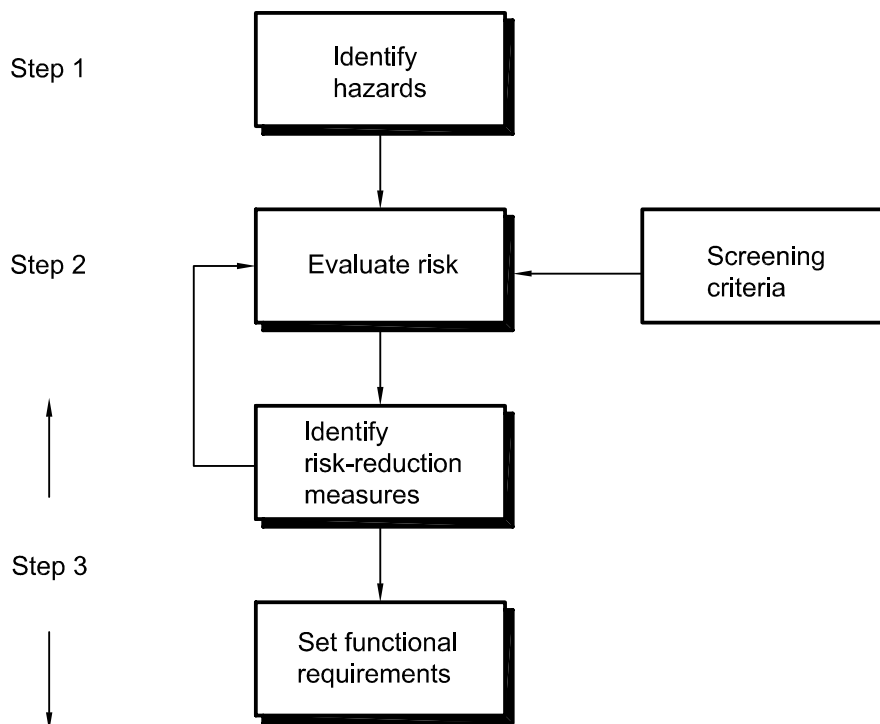 Step 1
Identify
hazards
Step 2
Evaluate risk
Screening
criteria
Identify
risk-reduction
measures
Step 3
Set functional
requirements